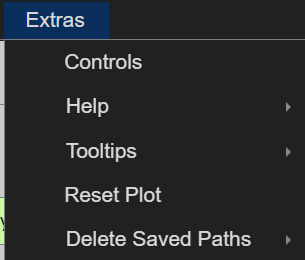 Extras
Controls
Help
Tooltips
Reset Plot
Delete Saved Paths